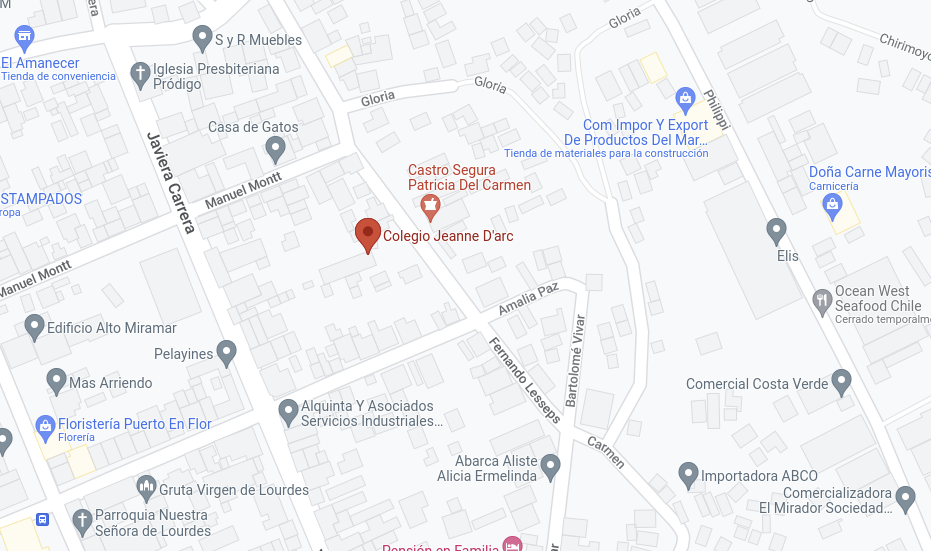 M
era
El Amanecer
Tienda de conveniencia
S y R Muebles
Iglesia Presbiteriana
Pródigo
Gloria
Chirimoyo
Gloria
Gloria
Philippi
Javiera Carrera
Casa de Gatos
Com Impor Y Export
De Productos Del Mar...
Tienda de materiales para la construcción
Castro Segura
Patricia Del Carmen
Doña Carne Mayoris
Carnicería
Manuel Montt
ESTAMPADOS
ropa
Colegio Jeanne D'arc
Elis
Manuel Montt
Amalia Paz
Ocean West
Seafood Chile
Cerrado temporalme
Edificio Alto Miramar
Pelayines
Fernando Lesseps
Bartolomé Vivar
Mas Arriendo
Comercial Costa Verde
Alquinta Y Asociados
Servicios Industriales...
Floristería Puerto En Flor
Florería
Carmen
Abarca Aliste
Alicia Ermelinda
Importadora ABCO
Gruta Virgen de Lourdes
Comercializadora
El Mirador Sociedad...
Parroquia Nuestra
Señora de Lourdes
Pensión en Familia
ar